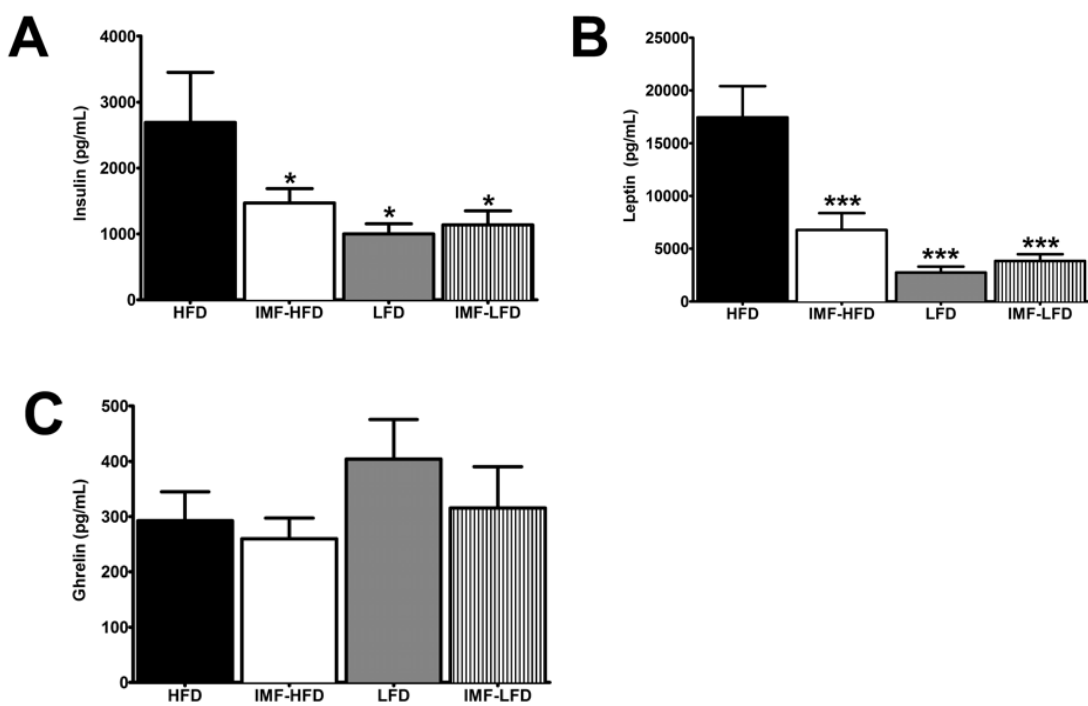 A
Insulin (pg/mL)
4000
3000
2000
1000
0
*
*
*
HFD IMF-HFD LFD IMF-LFD
B
Leptin (pg/mL)
25000
20000
15000
10000
5000
0
***
***
***
HFD IMF-HFD LFD IMF-LFD
C
Ghrelin (pg/mL)
500
400
300
200
100
0
HFD IMF-HFD LFD IMF-LFD